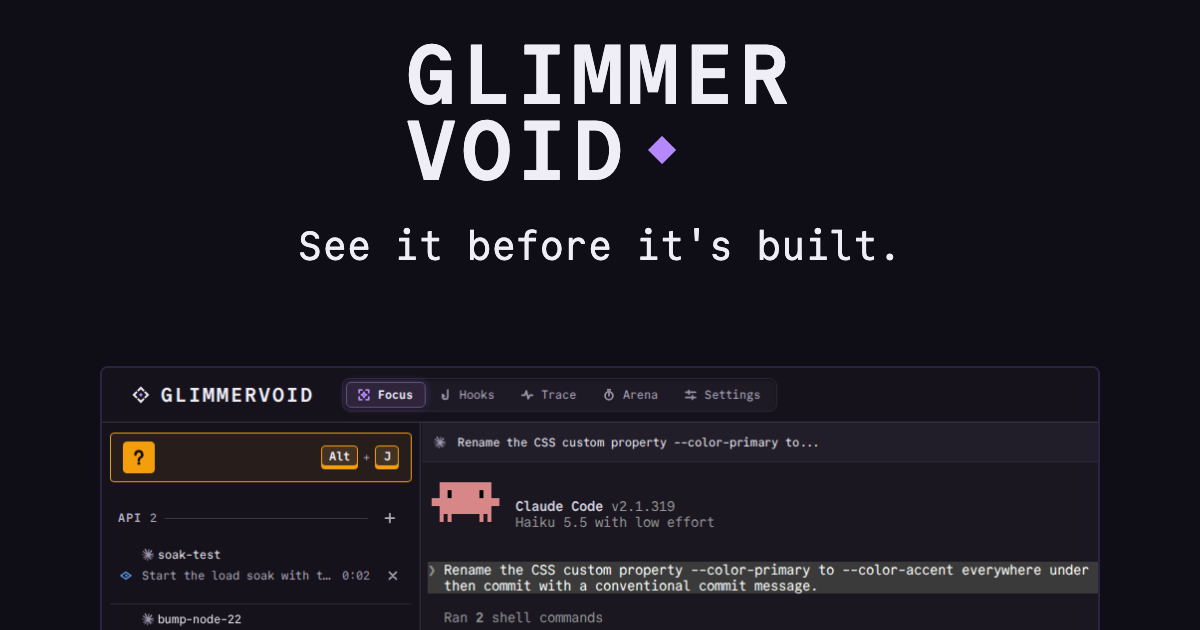 GLIMMER
VOID
See it before it's built.
GLIMMERVOID
Focus
Hooks
Trace
Arena
Settings
?
Alt + J
Rename the CSS custom property --color-primary to...
API 2
+
Claude Code v2.1.319
Haiku 5.5 with low effort
soak-test
Start the load soak with t… 0:02 ×
❯ Rename the CSS custom property --color-primary to --color-accent everywhere under
then commit with a conventional commit message.
bump-node-22
Ran 2 shell commands